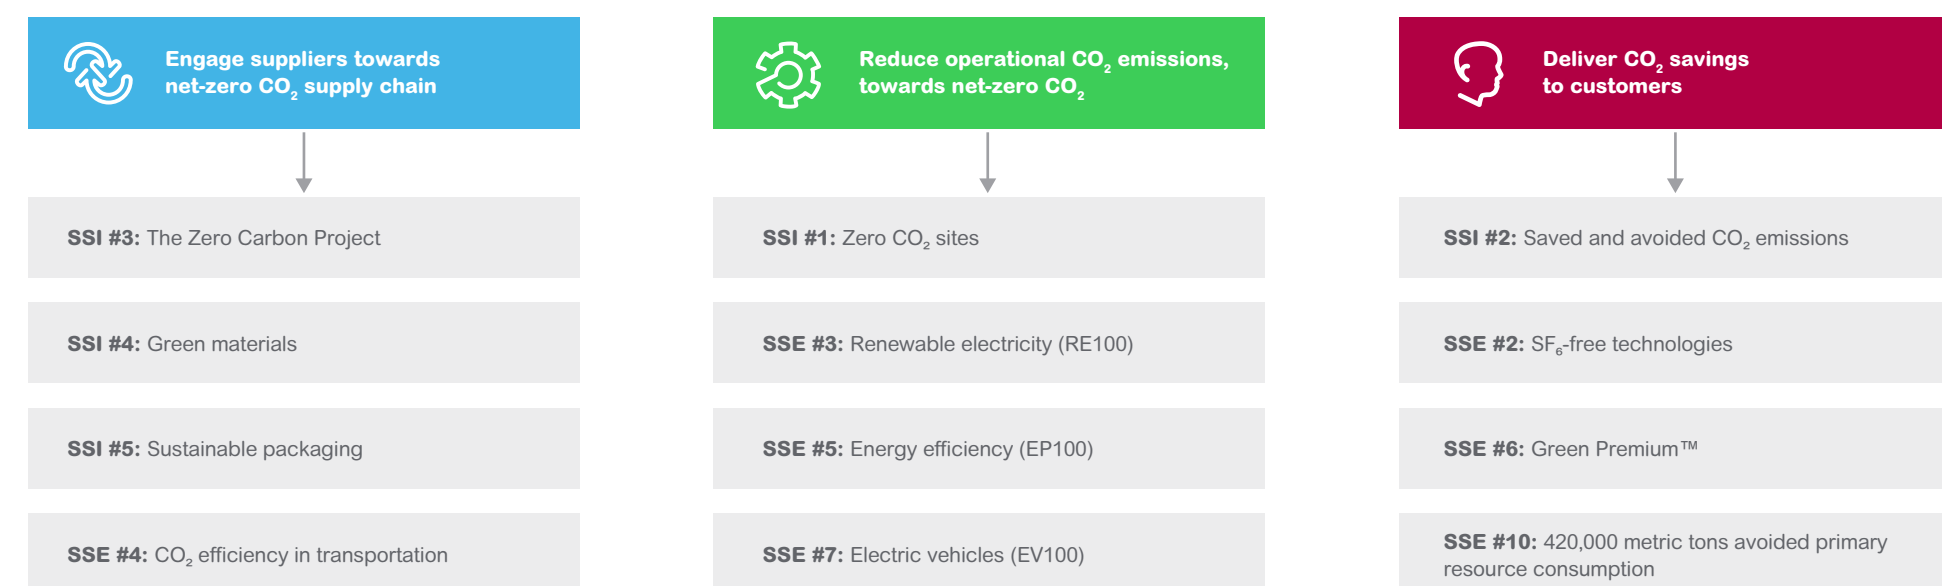 Engage suppliers towards
net-zero CO₂ supply chain
SSI #3: The Zero Carbon Project
SSI #4: Green materials
SSI #5: Sustainable packaging
SSE #4: CO₂ efficiency in transportation
Reduce operational CO₂ emissions,
towards net-zero CO₂
SSI #1: Zero CO₂ sites
SSE #3: Renewable electricity (RE100)
SSE #5: Energy efficiency (EP100)
SSE #7: Electric vehicles (EV100)
Deliver CO₂ savings
to customers
SSI #2: Saved and avoided CO₂ emissions
SSE #2: SF₆-free technologies
SSE #6: Green Premium™
SSE #10: 420,000 metric tons avoided primary
resource consumption